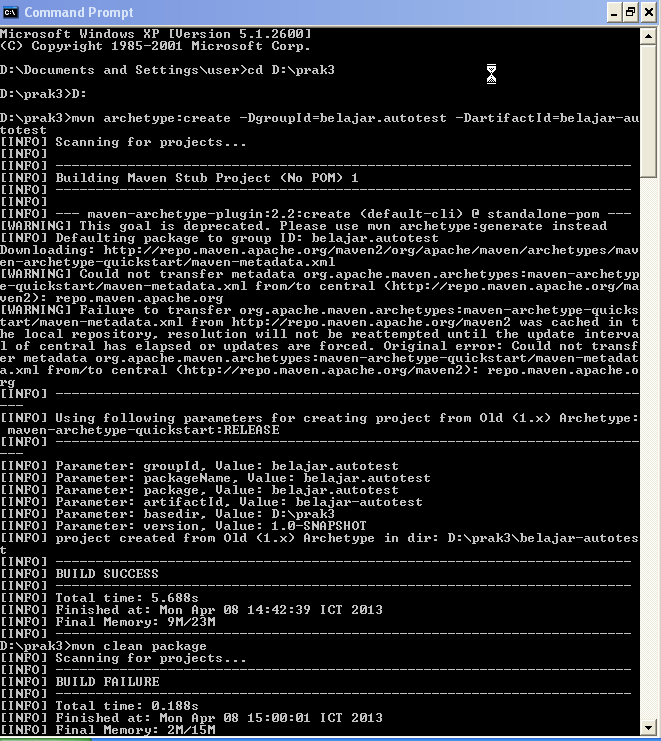 Command Prompt
Microsoft Windows XP [Version 5.1.2600]
(C) Copyright 1985-2001 Microsoft Corp.
D:\Documents and Settings\user>cd D:\prak3
D:\prak3>D:
D:\prak3>mvn archetype:create -DgroupId=belajar.autotest -DartifactId=belajar-au
totest
[INFO] Scanning for projects...
[INFO]
[INFO] ------------------------------------------------------------------------
[INFO] Building Maven Stub Project (No POM) 1
[INFO] ------------------------------------------------------------------------
[INFO]
[INFO] --- maven-archetype-plugin:2.2:create (default-cli) @ standalone-pom ---
[WARNING] This goal is deprecated. Please use mvn archetype:generate instead
[INFO] Defaulting package to group ID: belajar.autotest
Downloading: http://repo.maven.apache.org/maven2/org/apache/maven/archetypes/mav
en-archetype-quickstart/maven-metadata.xml
[WARNING] Could not transfer metadata org.apache.maven.archetypes:maven-archetyp
e-quickstart/maven-metadata.xml from/to central (http://repo.maven.apache.org/ma
ven2): repo.maven.apache.org
[WARNING] Failure to transfer org.apache.maven.archetypes:maven-archetype-quicks
tart/maven-metadata.xml from http://repo.maven.apache.org/maven2 was cached in t
he local repository, resolution will not be reattempted until the update interva
l of central has elapsed or updates are forced. Original error: Could not transf
er metadata org.apache.maven.archetypes:maven-archetype-quickstart/maven-metadat
a.xml from/to central (http://repo.maven.apache.org/maven2): repo.maven.apache.o
rg
[INFO] -------------------------------------------------------------------------
---
[INFO] Using following parameters for creating project from Old (1.x) Archetype:
 maven-archetype-quickstart:RELEASE
[INFO] -------------------------------------------------------------------------
---
[INFO] Parameter: groupId, Value: belajar.autotest
[INFO] Parameter: packageName, Value: belajar.autotest
[INFO] Parameter: package, Value: belajar.autotest
[INFO] Parameter: artifactId, Value: belajar-autotest
[INFO] Parameter: basedir, Value: D:\prak3
[INFO] Parameter: version, Value: 1.0-SNAPSHOT
[INFO] project created from Old (1.x) Archetype in dir: D:\prak3\belajar-autotes
t
[INFO] ------------------------------------------------------------------------
[INFO] BUILD SUCCESS
[INFO] ------------------------------------------------------------------------
[INFO] Total time: 5.688s
[INFO] Finished at: Mon Apr 08 14:42:39 ICT 2013
[INFO] Final Memory: 9M/23M
[INFO] ------------------------------------------------------------------------
D:\prak3>mvn clean package
[INFO] Scanning for projects...
[INFO] ------------------------------------------------------------------------
[INFO] BUILD FAILURE
[INFO] ------------------------------------------------------------------------
[INFO] Total time: 0.188s
[INFO] Finished at: Mon Apr 08 15:00:01 ICT 2013
[INFO] Final Memory: 2M/15M